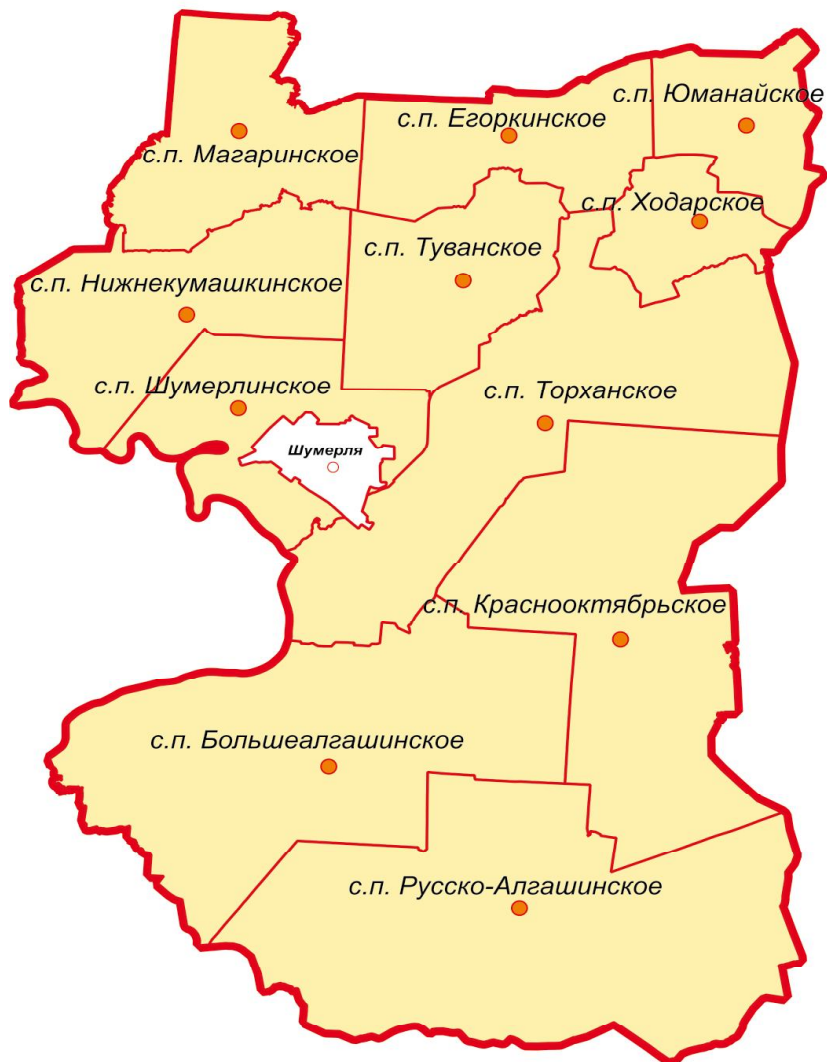 с.п. Юманайское
с.п. Егоркинское
с.п. Магаринское
с.п. Ходарское
с.п. Туванское
с.п. Нижнекумашкинское
с.п. Шумерлинское
с.п. Торханское
Шумерля
с.п. Краснооктябрьское
с.п. Большеалгашинское
с.п. Русско-Алгашинское